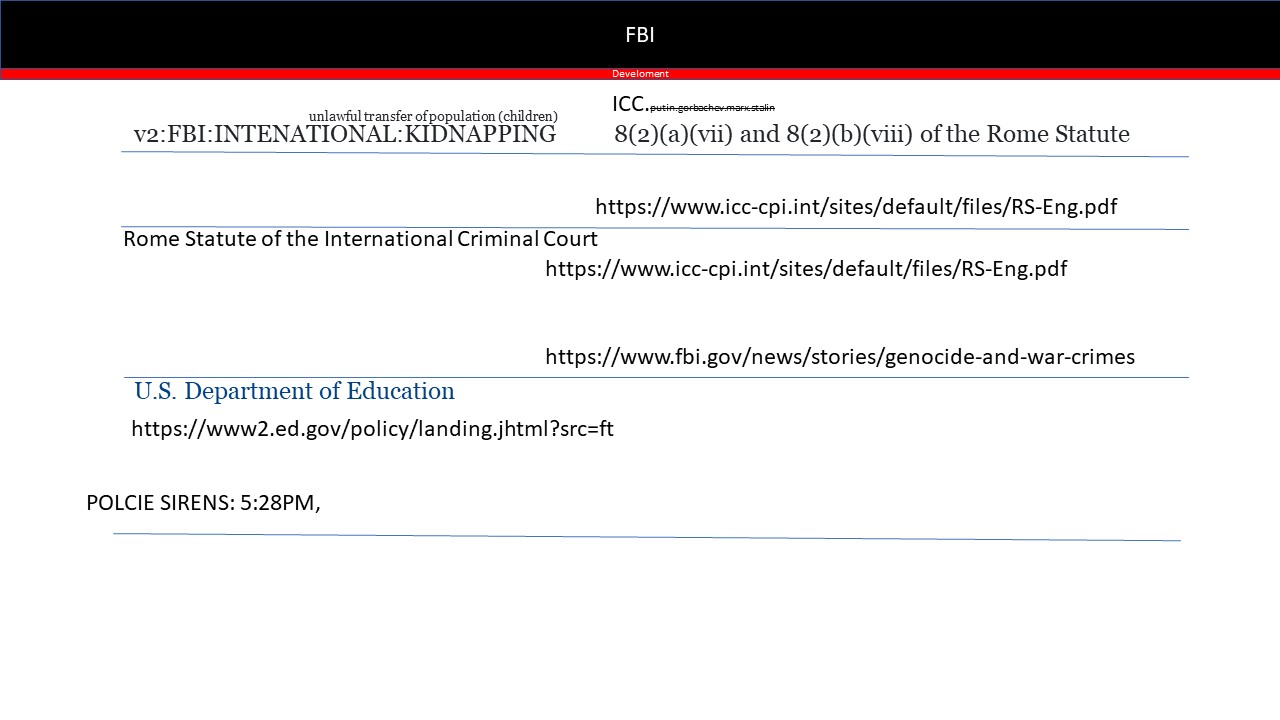 FBI
Develoment
ICC.putin.gorbachev.marx.stalin
unlawful transfer of population (children)
v2:FBI:INTENATIONAL:KIDNAPPING
8(2)(a)(vii) and 8(2)(b)(viii) of the Rome Statute
https://www.icc-cpi.int/sites/default/files/RS-Eng.pdf
Rome Statute of the International Criminal Court
https://www.icc-cpi.int/sites/default/files/RS-Eng.pdf
https://www.fbi.gov/news/stories/genocide-and-war-crimes
U.S. Department of Education
https://www2.ed.gov/policy/landing.jhtml?src=ft
POLCIE SIRENS: 5:28PM,